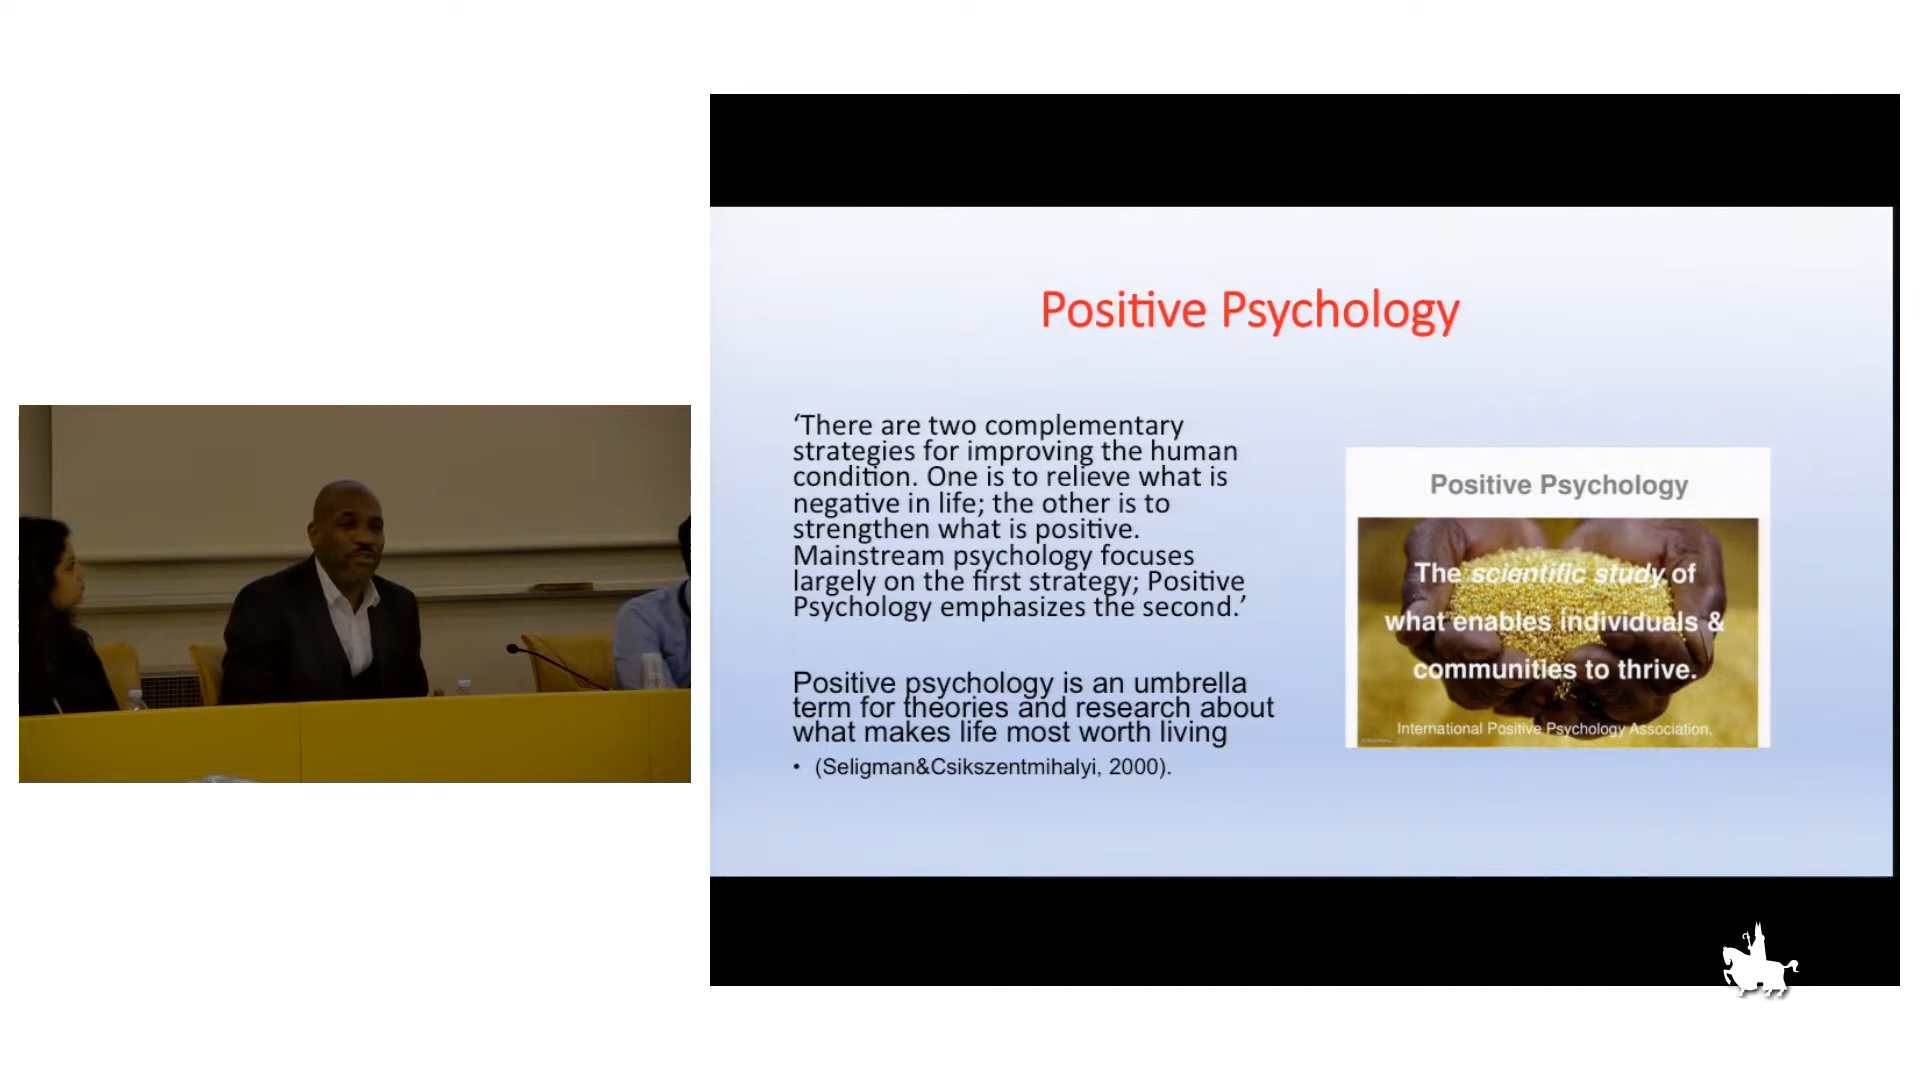 Positive Psychology
‘There are two complementary
strategies for improving the human
condition. One is to relieve what is
negative in life; the other is to
strengthen what is positive.
Mainstream psychology focuses
largely on the first strategy; Positive
Psychology emphasizes the second.’
Positive psychology is an umbrella
term for theories and research about
what makes life most worth living
• (Seligman&Csikszentmihalyi, 2000).
Positive Psychology
The scientific study of
what enables individuals &
communities to thrive.
International Positive Psychology Association,